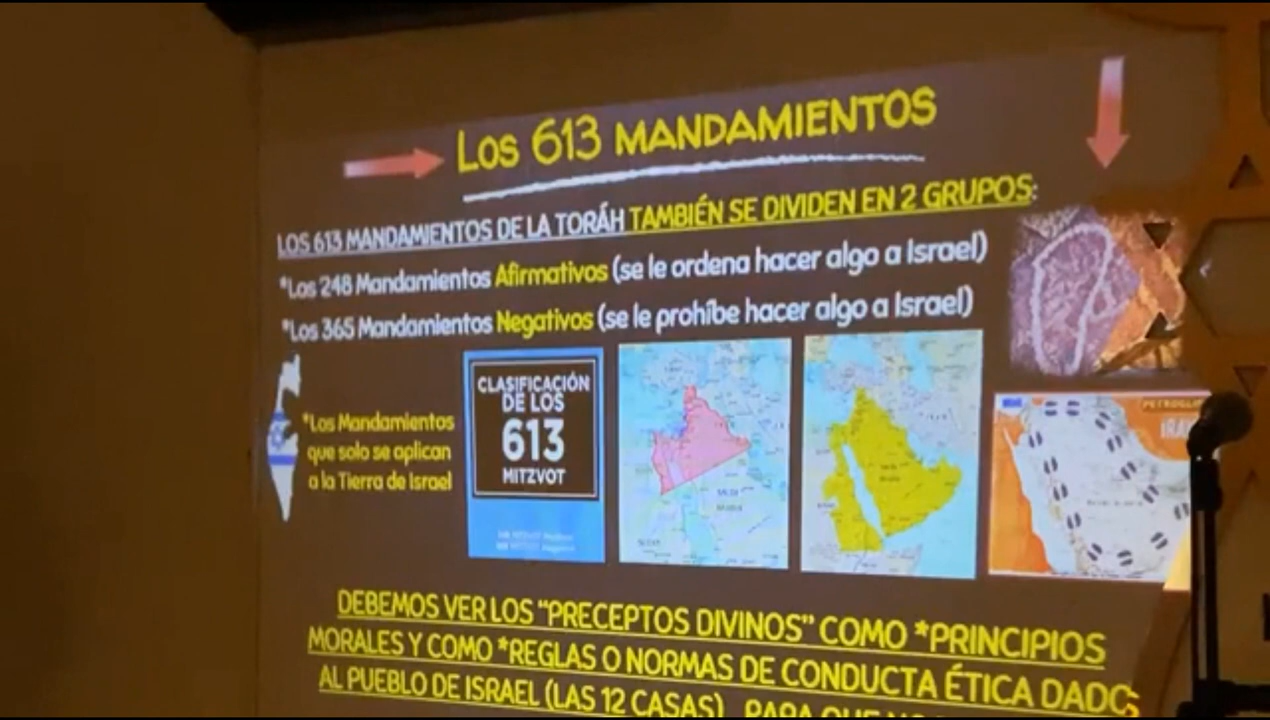 Los 613 MANDAMIENTOS
LOS 613 MANDAMIENTOS DE LA TORÁH TAMBIÉN SE DIVIDEN EN 2 GRUPOS:
*Los 248 Mandamientos Afirmativos (se le ordena hacer algo a Israel)
*Los 365 Mandamientos Negativos (se le prohíbe hacer algo a Israel)
*Los Mandamientos
que solo se aplican
a la Tierra de Israel
CLASIFICACIÓN
DE LOS
613
MITZVOT
DEBEMOS VER LOS "PRECEPTOS DIVINOS" COMO *PRINCIPIOS
MORALES Y COMO *REGLAS O NORMAS DE CONDUCTA ÉTICA DADOS
AL PUEBLO DE ISRAEL (LAS 12 CASAS)